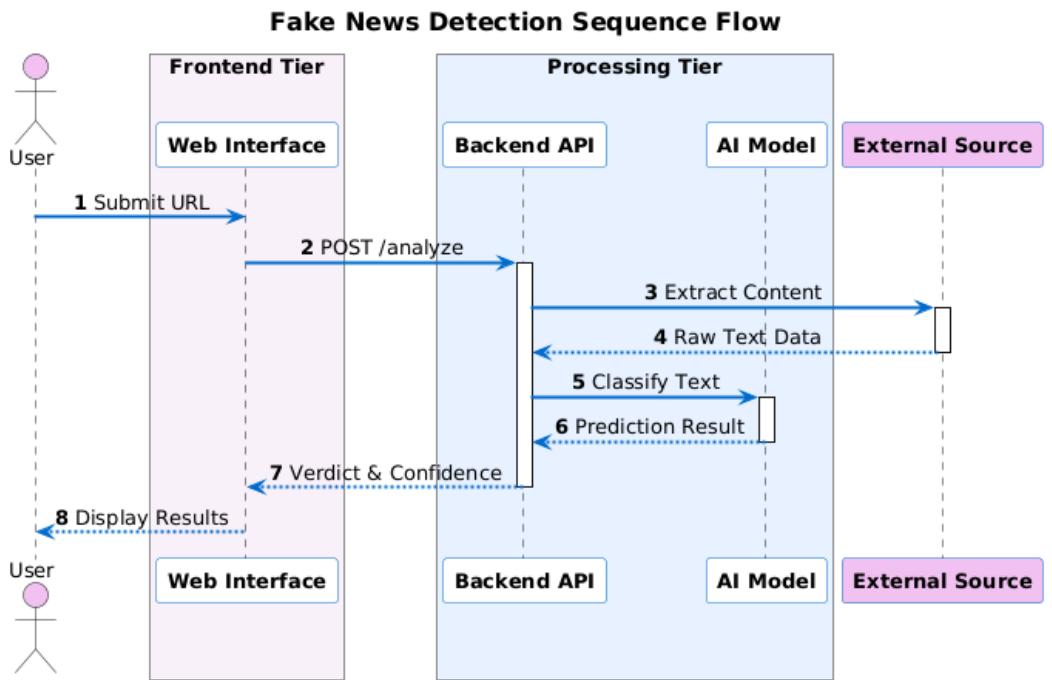 Fake News Detection Sequence Flow
Frontend Tier
Processing Tier
User
Web Interface
Backend API
AI Model
External Source
1 Submit URL
2 POST /analyze
3 Extract Content
4 Raw Text Data
5 Classify Text
6 Prediction Result
7 Verdict & Confidence
8 Display Results
User
Web Interface
Backend API
AI Model
External Source